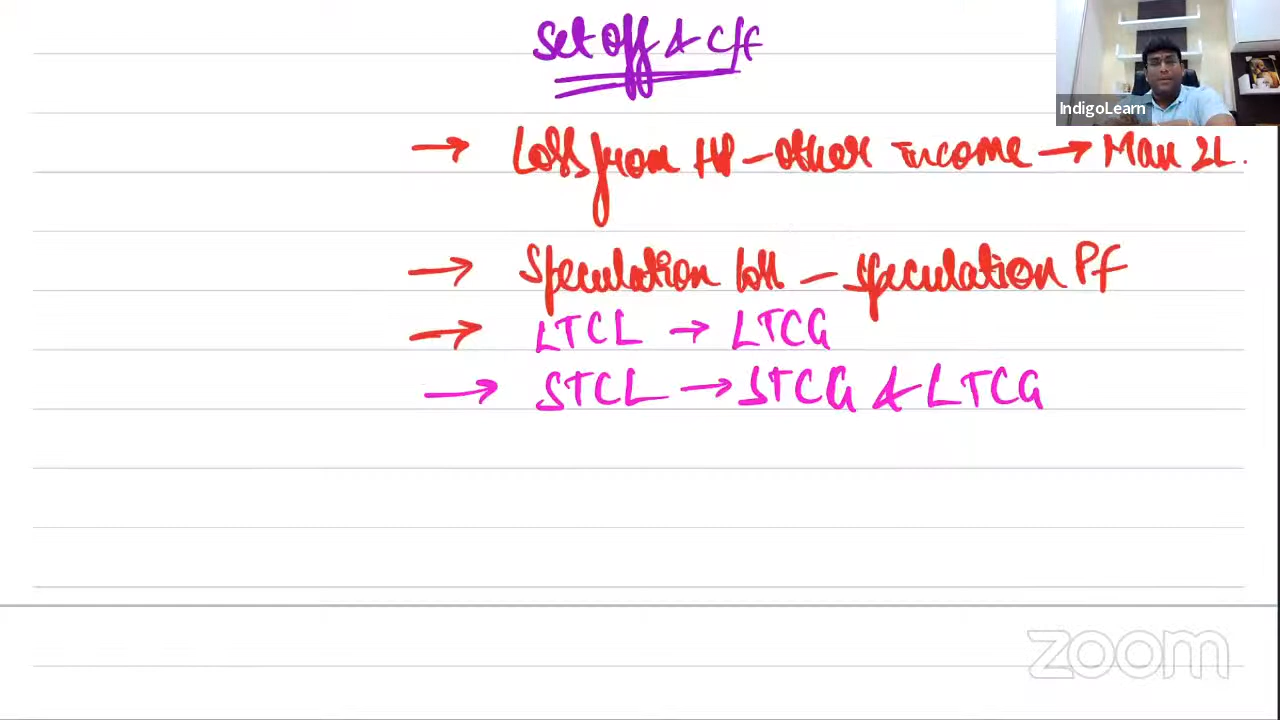 Set off & c/f
IndigoLearn
→ Loss from HP - other income → Max 2L.
→ Speculation loss - speculation Pf
→ LTCL → LTCG
→ STCL → STCG & LTCG
zoom